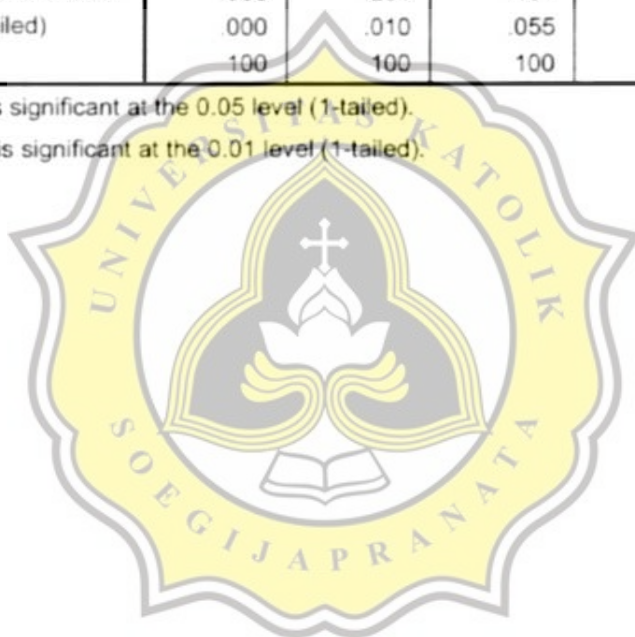 iled) .000 .010 .055
100 100 100
s significant at the 0.05 level (1-tailed).
is significant at the 0.01 level (1-tailed).
UNIVERSITAS KATOLIK
SOEGIJAPRANATA